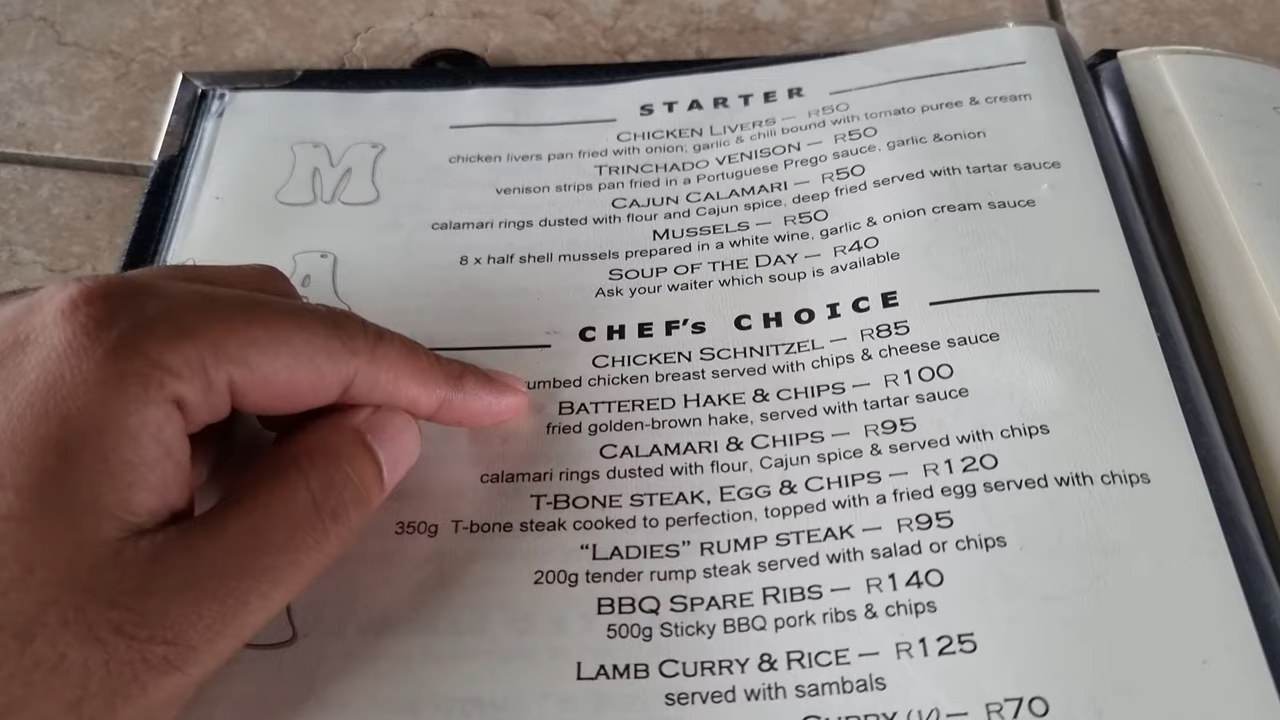 M
STARTER
CHICKEN LIVERS — R50
chicken livers pan fried with onion; garlic & chili bound with tomato puree & cream
TRINCHADO VENISON — R50
venison strips pan fried in a Portuguese Prego sauce, garlic &onion
CAJUN CALAMARI — R50
calamari rings dusted with flour and Cajun spice, deep fried served with tartar sauce
MUSSELS — R50
8 x half shell mussels prepared in a white wine, garlic & onion cream sauce
SOUP OF THE DAY — R40
Ask your waiter which soup is available
CHEF's CHOICE
CHICKEN SCHNITZEL — R85
chicken breast served with chips & cheese sauce
BATTERED HAKE & CHIPS — R100
fried golden-brown hake, served with tartar sauce
CALAMARI & CHIPS — R95
calamari rings dusted with flour, Cajun spice & served with chips
T-BONE STEAK, EGG & CHIPS — R120
350g T-bone steak cooked to perfection, topped with a fried egg served with chips
“LADIES” RUMP STEAK — R95
200g tender rump steak served with salad or chips
BBQ SPARE RIBS — R140
500g Sticky BBQ pork ribs & chips
LAMB CURRY & RICE — R125
served with sambals
CURRY (V) — R70